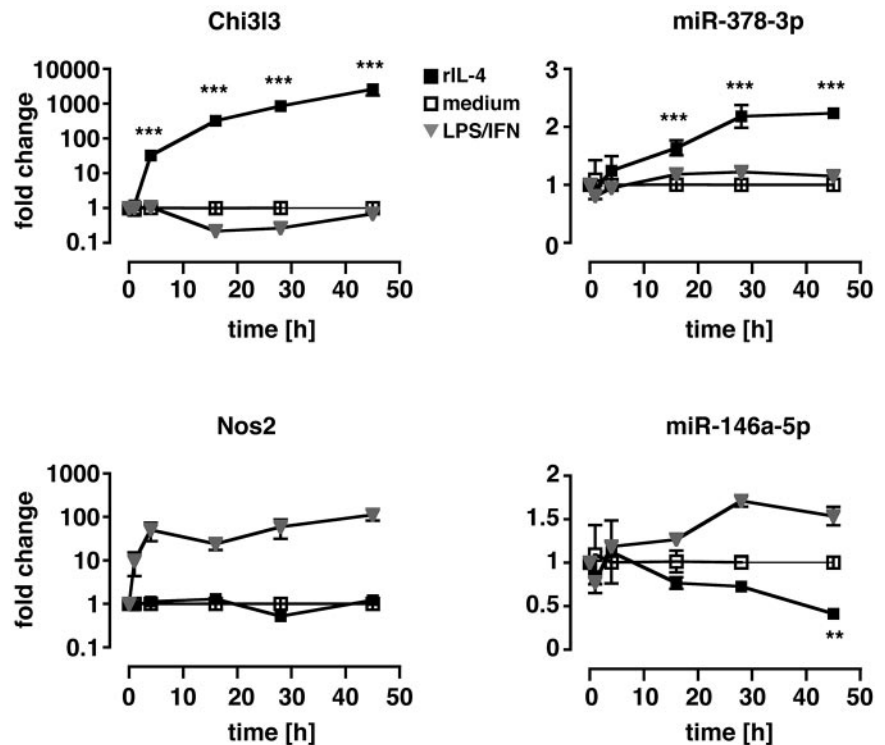 Chi3l3
fold change
10000
1000
100
10
1
0.1
***
***
***
***
0 10 20 30 40 50
time [h]
rIL-4
medium
LPS/IFN
miR-378-3p
3
2
1
0
***
***
***
0 10 20 30 40 50
time [h]
Nos2
fold change
1000
100
10
1
0.1
0 10 20 30 40 50
time [h]
miR-146a-5p
2
1.5
1
0.5
0
**
0 10 20 30 40 50
time [h]